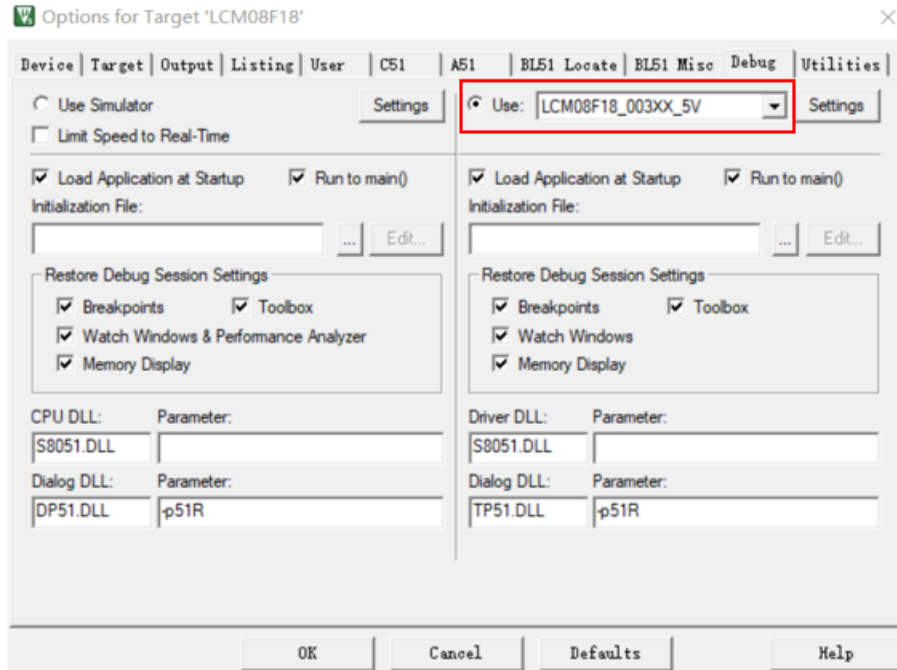 Options for Target 'LCM08F18'
Device Target Output Listing User C51 A51 BL51 Locate BL51 Misc Debug Utilities
Use Simulator Settings Use: LCM08F18_003XX_5V Settings
Limit Speed to Real-Time
Load Application at Startup Run to main() Load Application at Startup Run to main()
Initialization File: Initialization File:
... Edit... ... Edit...
Restore Debug Session Settings Restore Debug Session Settings
Breakpoints Toolbox Breakpoints Toolbox
Watch Windows & Performance Analyzer Watch Windows
Memory Display Memory Display
CPU DLL: Parameter: Driver DLL: Parameter:
S8051.DLL S8051.DLL
Dialog DLL: Parameter: Dialog DLL: Parameter:
DP51.DLL -p51R TP51.DLL -p51R
OK Cancel Defaults Help